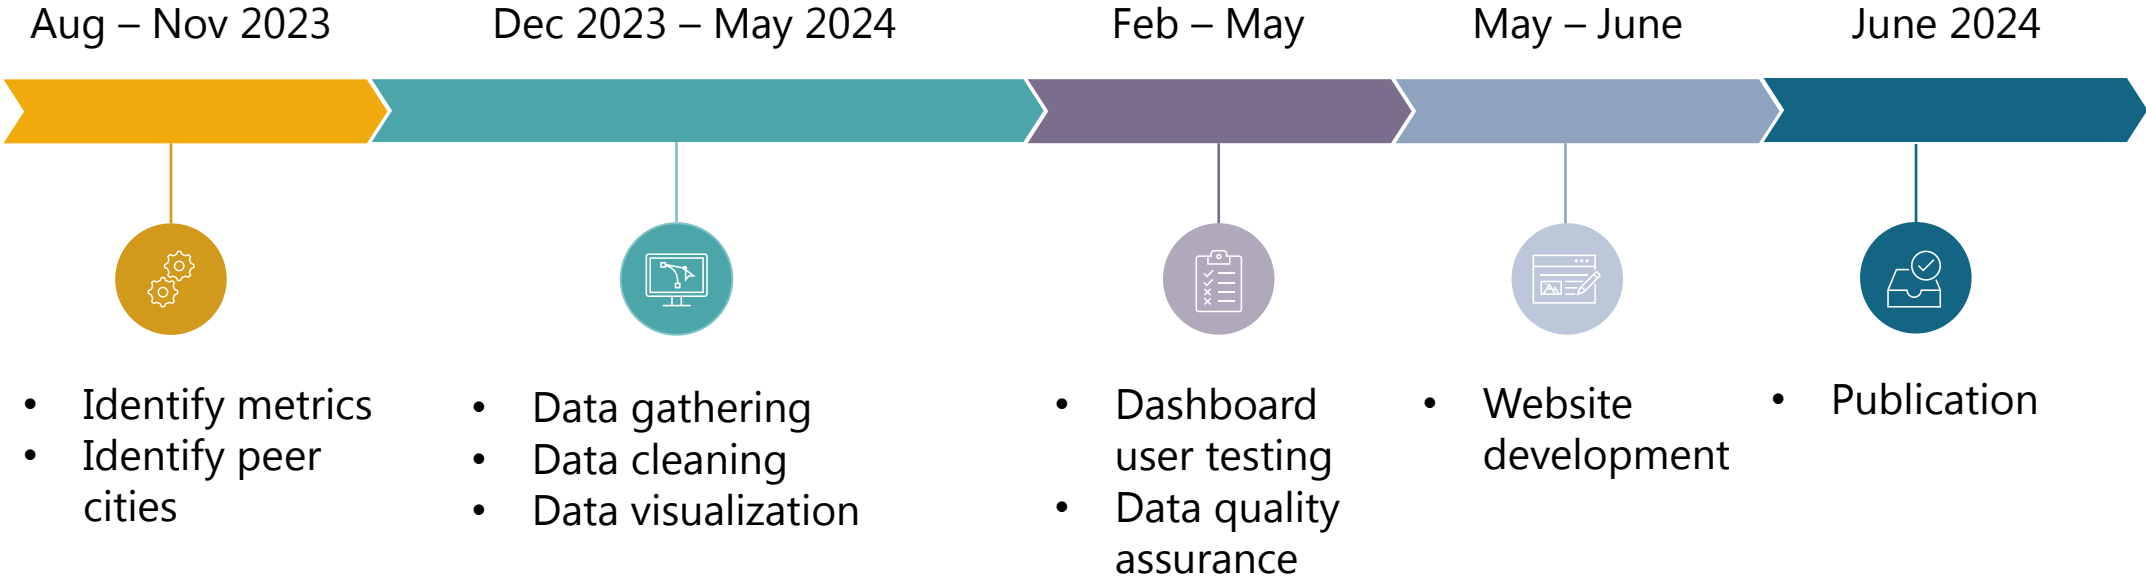 Aug – Nov 2023
Dec 2023 – May 2024
Feb – May
May – June
June 2024
• Identify metrics
• Identify peer
cities
• Data gathering
• Data cleaning
• Data visualization
• Dashboard
user testing
• Data quality
assurance
• Website
development
• Publication